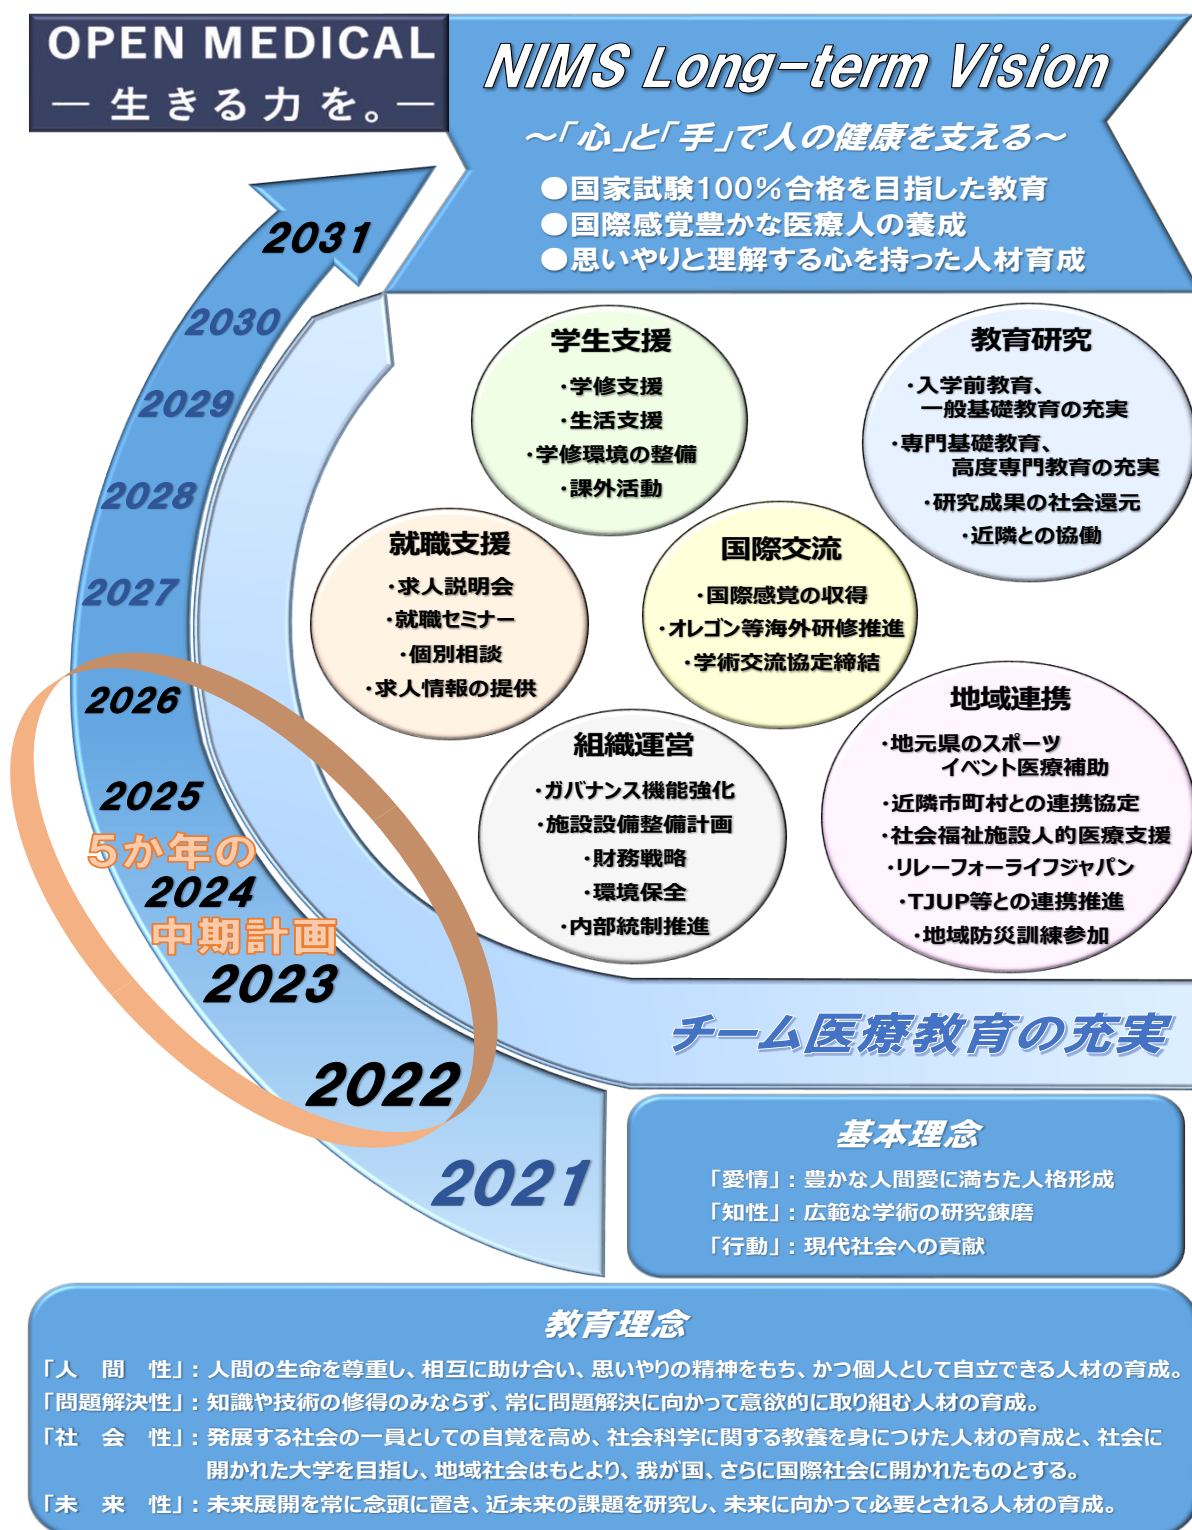 OPEN MEDICAL
― 生きる力を。―
NIMS Long-term Vision
～「心」と「手」で人の健康を支える～
●国家試験100％合格を目指した教育
●国際感覚豊かな医療人の養成
●思いやりと理解する心を持った人材育成
2031
2030
2029
2028
2027
2026
2025
5か年の
2024
中期計画
2023
2022
2021
学生支援
・学修支援
・生活支援
・学修環境の整備
・課外活動
教育研究
・入学前教育、
一般基礎教育の充実
・専門基礎教育、
高度専門教育の充実
・研究成果の社会還元
・近隣との協働
就職支援
・求人説明会
・就職セミナー
・個別相談
・求人情報の提供
国際交流
・国際感覚の収得
・オレゴン等海外研修推進
・学術交流協定締結
組織運営
・ガバナンス機能強化
・施設設備整備計画
・財務戦略
・環境保全
・内部統制推進
地域連携
・地元県のスポーツ
イベント医療補助
・近隣市町村との連携協定
・社会福祉施設人的医療支援
・リレーフォーライフジャパン
・TJUP等との連携推進
・地域防災訓練参加
チーム医療教育の充実
基本理念
「愛情」：豊かな人間愛に満ちた人格形成
「知性」：広範な学術の研究錬磨
「行動」：現代社会への貢献
教育理念
「人　間　性」：人間の生命を尊重し、相互に助け合い、思いやりの精神をもち、かつ個人として自立できる人材の育成。
「問題解決性」：知識や技術の修得のみならず、常に問題解決に向かって意欲的に取り組む人材の育成。
「社　会　性」：発展する社会の一員としての自覚を高め、社会科学に関する教養を身につけた人材の育成と、社会に
開かれた大学を目指し、地域社会はもとより、我が国、さらに国際社会に開かれたものとする。
「未　来　性」：未来展開を常に念頭に置き、近未来の課題を研究し、未来に向かって必要とされる人材の育成。